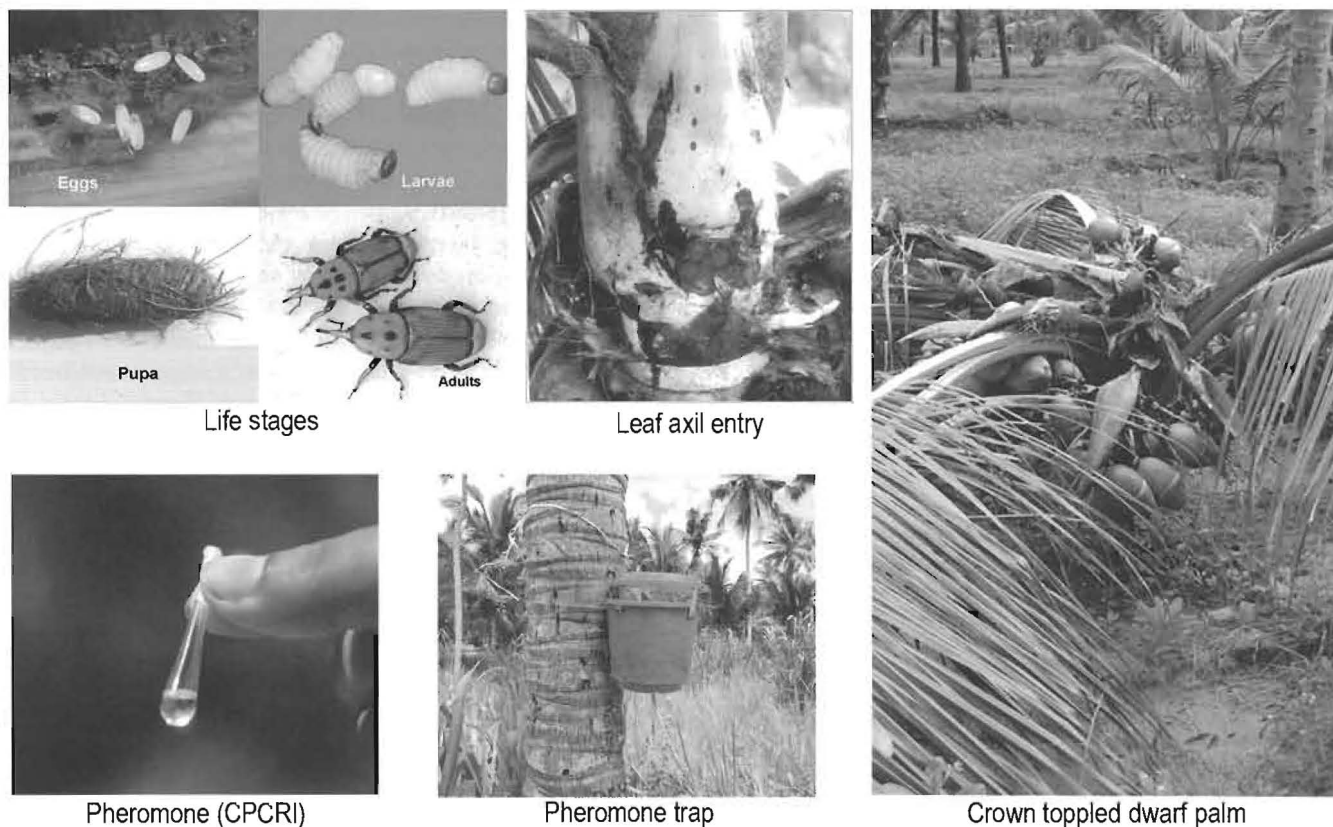 Eggs
Larvae
Pupa
Adults
Life stages
Leaf axil entry
Pheromone (CPCRI)
Pheromone trap
Crown toppled dwarf palm